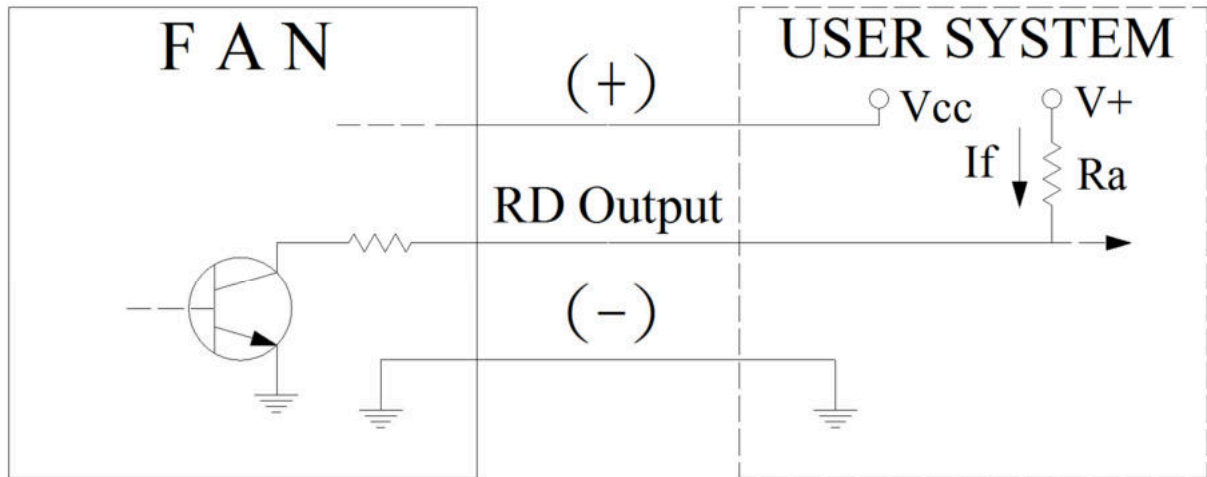 F A N
USER SYSTEM
(+)
Vcc
V+
If
Ra
RD Output
(-)